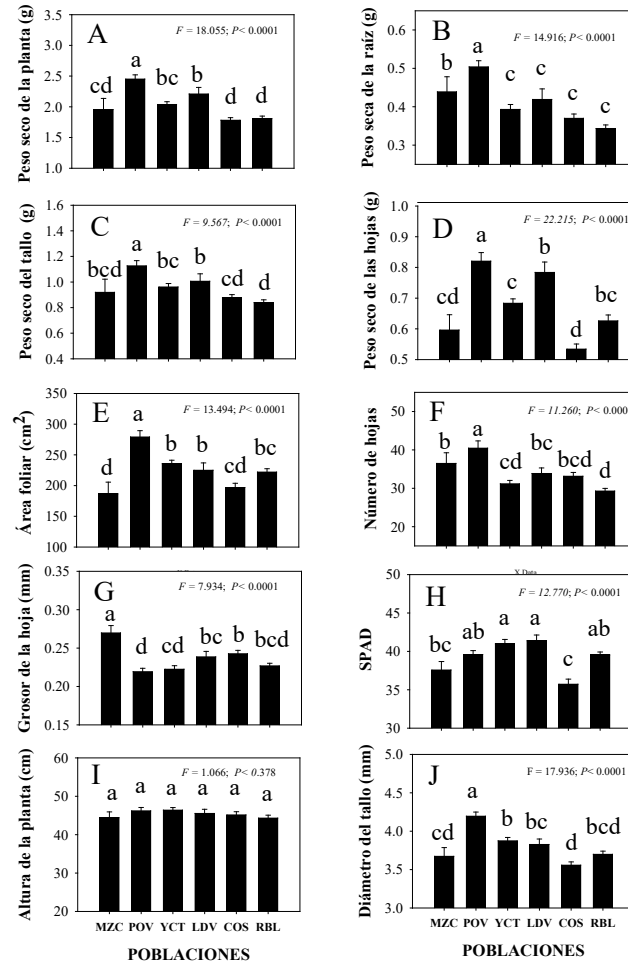 A
F = 18.055; P< 0.0001
Peso seco de la planta (g)
3.0
2.5
2.0
1.5
1.0
cd a bc b d d
B
F = 14.916; P< 0.0001
Peso seca de la raíz (g)
0.6
0.5
0.4
0.3
b a c c c c
C
F = 9.567; P< 0.0001
Peso seco del tallo (g)
1.6
1.4
1.2
1.0
0.8
0.6
0.4
bcd a bc b cd d
D
F = 22.215; P< 0.0001
Peso seco de las hojas (g)
1.0
0.9
0.8
0.7
0.6
0.5
cd a c b d bc
E
F = 13.494; P< 0.0001
Área foliar (cm2)
350
300
250
200
150
100
d a b b cd bc
F
F = 11.260; P< 0.000
Número de hojas
50
40
30
20
b a cd bc bcd d
X Data
G
F = 7.934; P< 0.0001
Grosor de la hoja (mm)
0.35
0.30
0.25
0.20
0.15
a d cd bc b bcd
H
F = 12.770; P< 0.0001
SPAD
50
45
40
35
30
bc ab a a c ab
I
F = 1.066; P< 0.378
Altura de la planta (cm)
60
50
40
30
20
a a a a a a
MZC POV YCT LDV COS RBL
POBLACIONES
J
F = 17.936; P< 0.0001
Diámetro del tallo (mm)
5.0
4.5
4.0
3.5
3.0
cd a b bc d bcd
MZC POV YCT LDV COS RBL
POBLACIONES